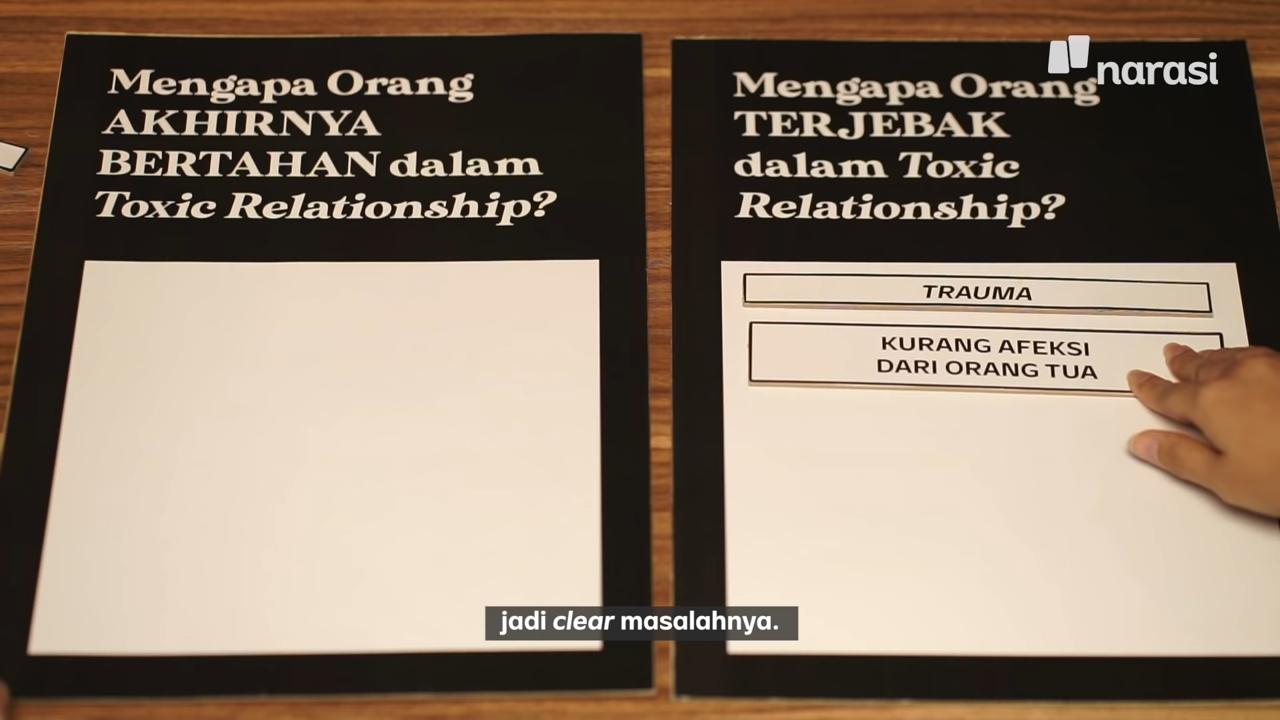 Mengapa Orang
AKHIRNYA
BERTAHAN dalam
Toxic Relationship?
Mengapa Orang
TERJEBAK
dalam Toxic
Relationship?
narasi
TRAUMA
KURANG AFEKSI
DARI ORANG TUA
jadi clear masalahnya.